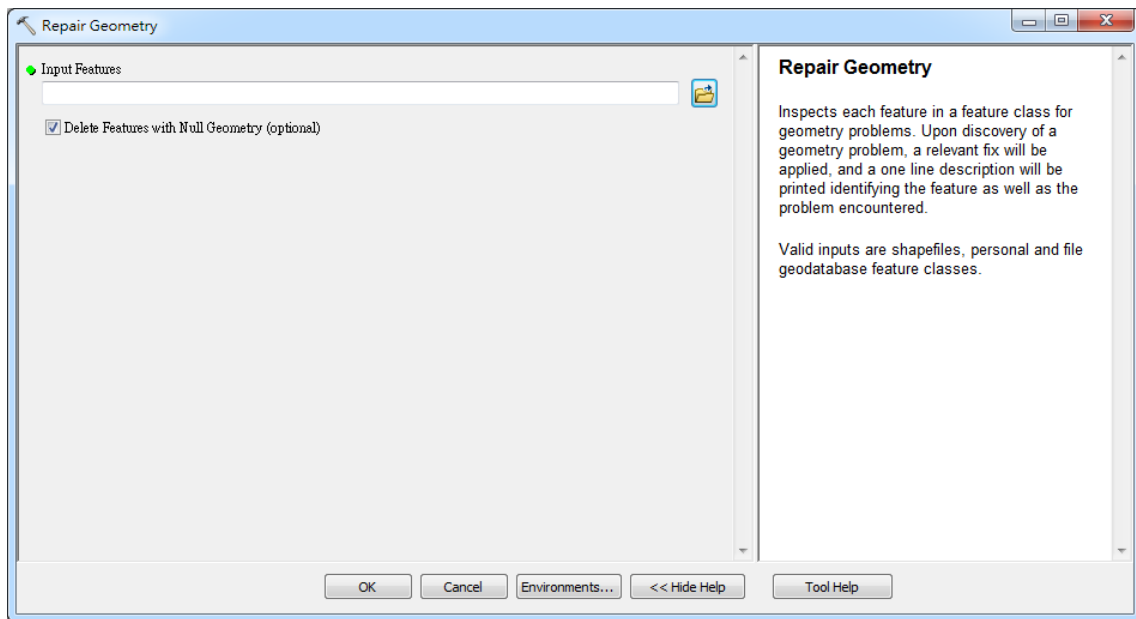 Repair Geometry
Input Features
Delete Features with Null Geometry (optional)
Repair Geometry
Inspects each feature in a feature class for
geometry problems. Upon discovery of a
geometry problem, a relevant fix will be
applied, and a one line description will be
printed identifying the feature as well as the
problem encountered.
Valid inputs are shapefiles, personal and file
geodatabase feature classes.
OK
Cancel
Environments...
<< Hide Help
Tool Help